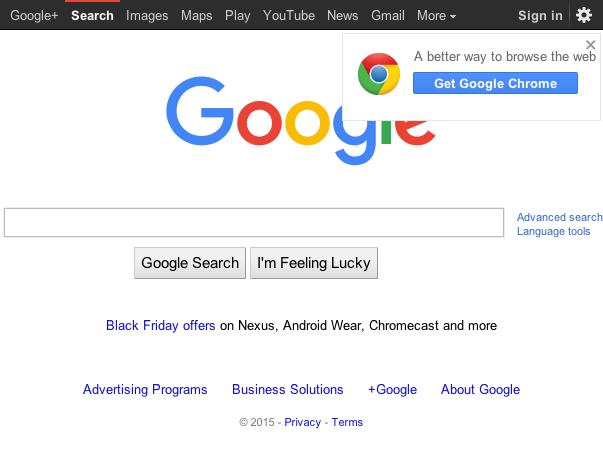 Google+ Search Images Maps Play YouTube News Gmail More Sign in
A better way to browse the web
Get Google Chrome
Google
Advanced search
Language tools
Google Search I'm Feeling Lucky
Black Friday offers on Nexus, Android Wear, Chromecast and more
Advertising Programs Business Solutions +Google About Google
© 2015 - Privacy - Terms